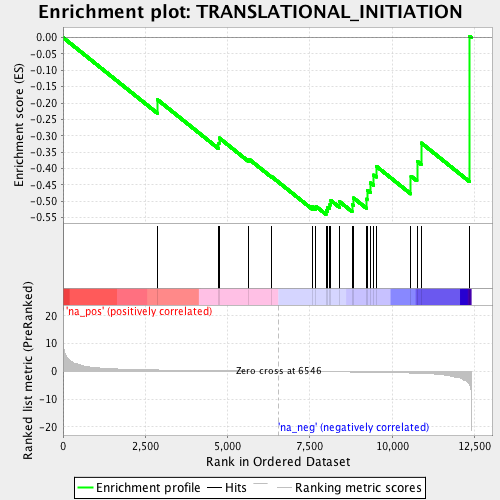 Enrichment plot: TRANSLATIONAL_INITIATION
Enrichment score (ES)
0.00
-0.05
-0.10
-0.15
-0.20
-0.25
-0.30
-0.35
-0.40
-0.45
-0.50
-0.55
'na_pos' (positively correlated)
Ranked list metric (PreRanked)
20
10
0
-10
-20
Zero cross at 6546
'na_neg' (negatively correlated)
0
2,500
5,000
7,500
10,000
12,500
Rank in Ordered Dataset
Enrichment profile
Hits
Ranking metric scores